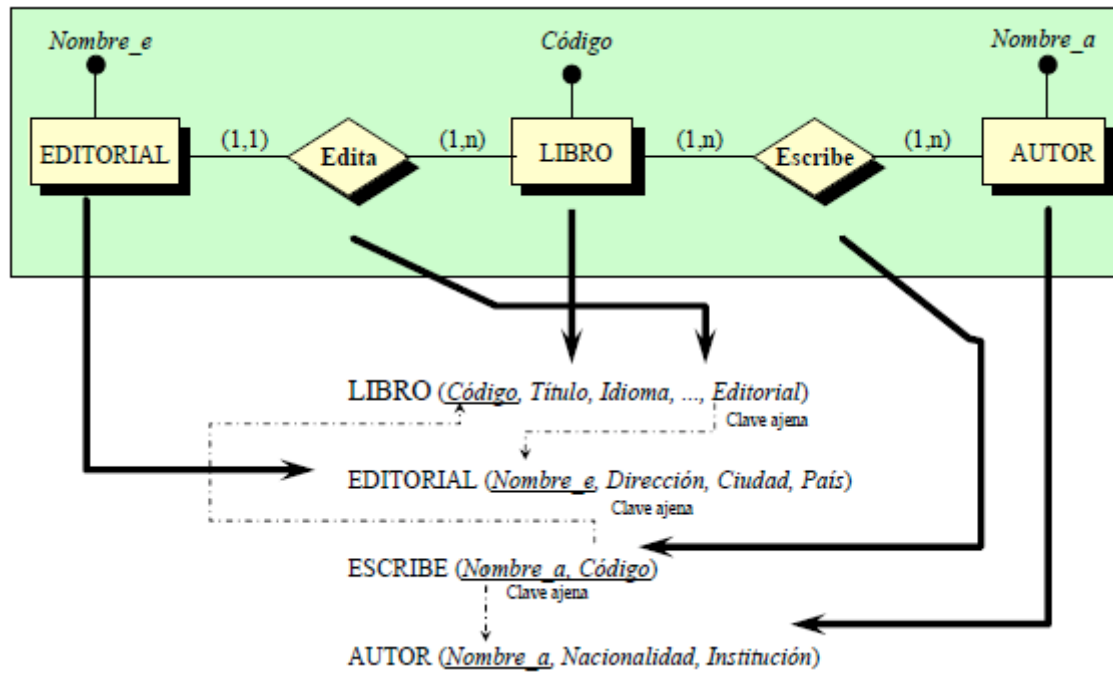 Nombre_e
Código
Nombre_a
EDITORIAL (1,1) Edita (1,n) LIBRO (1,n) Escribe (1,n) AUTOR
LIBRO (Código, Título, Idioma, ..., Editorial)
Clave ajena
EDITORIAL (Nombre_e, Dirección, Ciudad, País)
Clave ajena
ESCRIBE (Nombre_a, Código)
Clave ajena
AUTOR (Nombre_a, Nacionalidad, Institución)